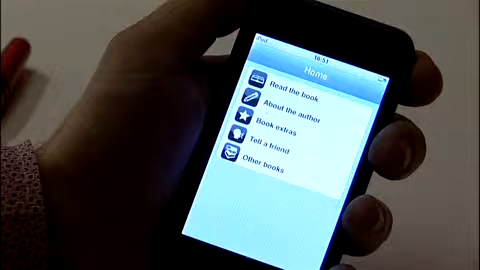 iPod
16:51
Home
Read the book
About the author
Book extras
Tell a friend
Other books